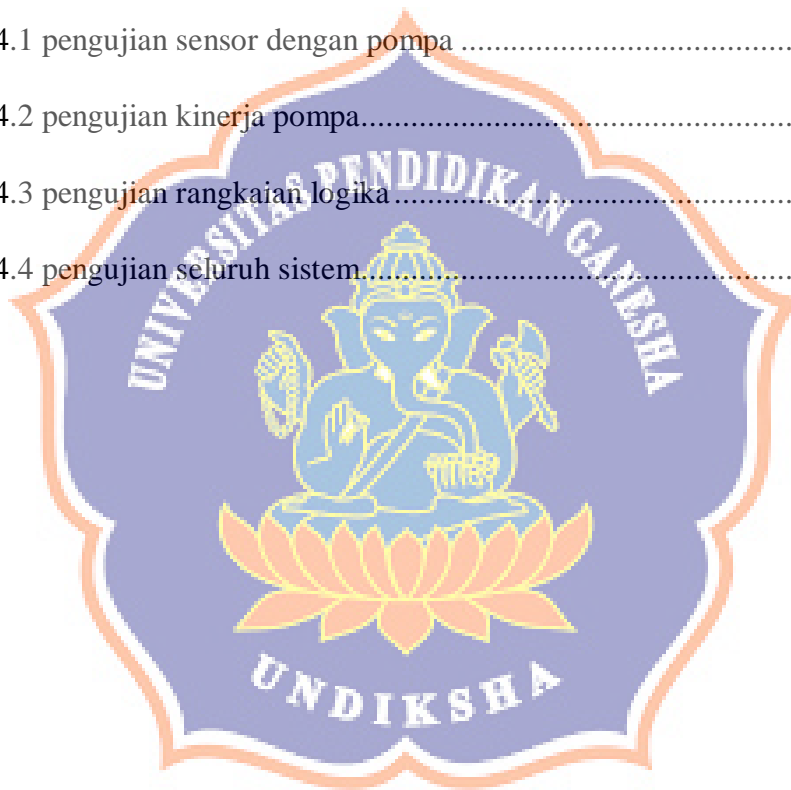 4.1 pengujian sensor dengan pompa ........................................
4.2 pengujian kinerja pompa....................................................
4.3 pengujian rangkaian logika ................................................
4.4 pengujian seluruh sistem....................................................
UNIVERSITAS PENDIDIKAN GANESHA
UNDIKSHA